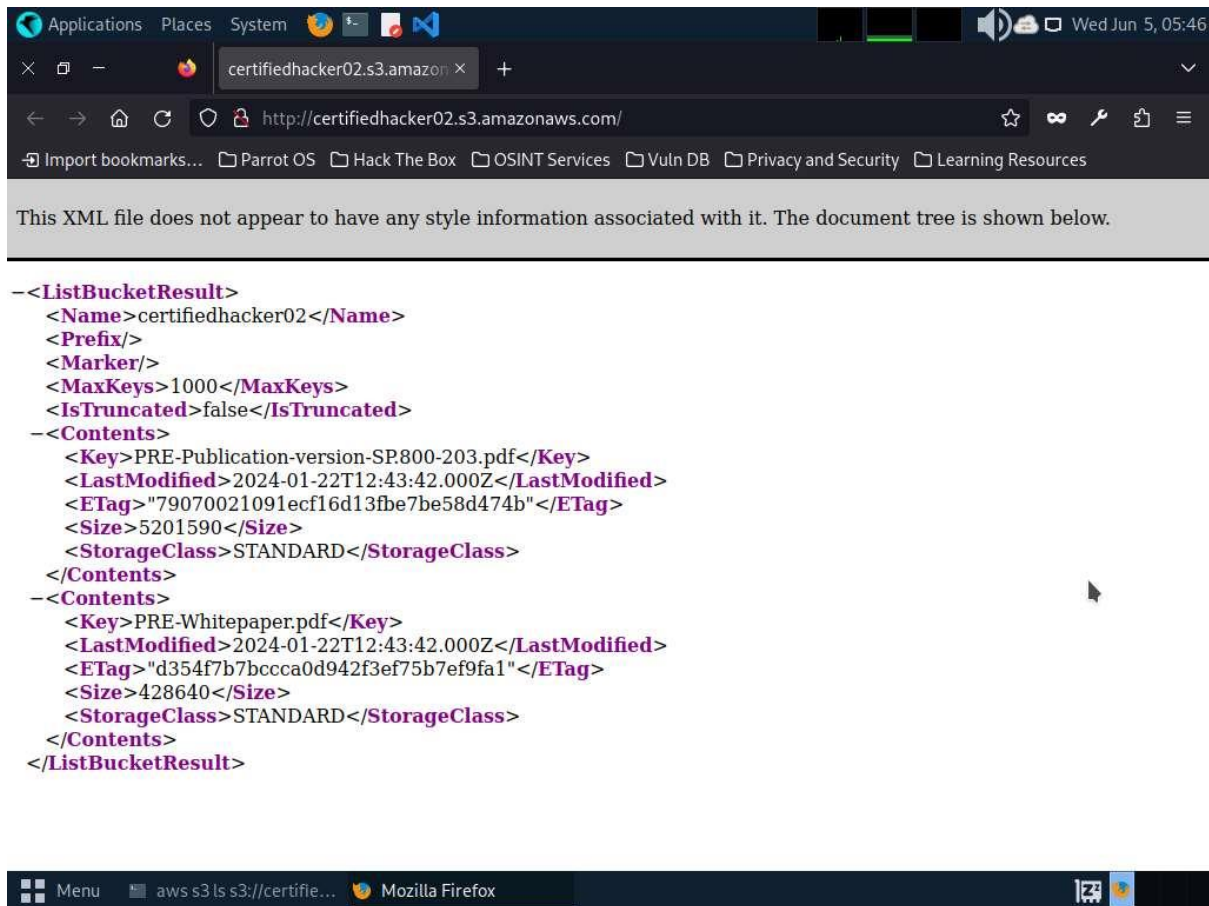 Applications Places System Wed Jun 5, 05:46
certifiedhacker02.s3.amazon
http://certifiedhacker02.s3.amazonaws.com/
Import bookmarks... Parrot OS Hack The Box OSINT Services Vuln DB Privacy and Security Learning Resources
This XML file does not appear to have any style information associated with it. The document tree is shown below.
−<ListBucketResult>
<Name>certifiedhacker02</Name>
<Prefix/>
<Marker/>
<MaxKeys>1000</MaxKeys>
<IsTruncated>false</IsTruncated>
−<Contents>
<Key>PRE-Publication-version-SP.800-203.pdf</Key>
<LastModified>2024-01-22T12:43:42.000Z</LastModified>
<ETag>"79070021091ecf16d13fbe7be58d474b"</ETag>
<Size>5201590</Size>
<StorageClass>STANDARD</StorageClass>
</Contents>
−<Contents>
<Key>PRE-Whitepaper.pdf</Key>
<LastModified>2024-01-22T12:43:42.000Z</LastModified>
<ETag>"d354f7b7bccca0d942f3ef75b7ef9fa1"</ETag>
<Size>428640</Size>
<StorageClass>STANDARD</StorageClass>
</Contents>
</ListBucketResult>
Menu aws s3 ls s3://certifie... Mozilla Firefox